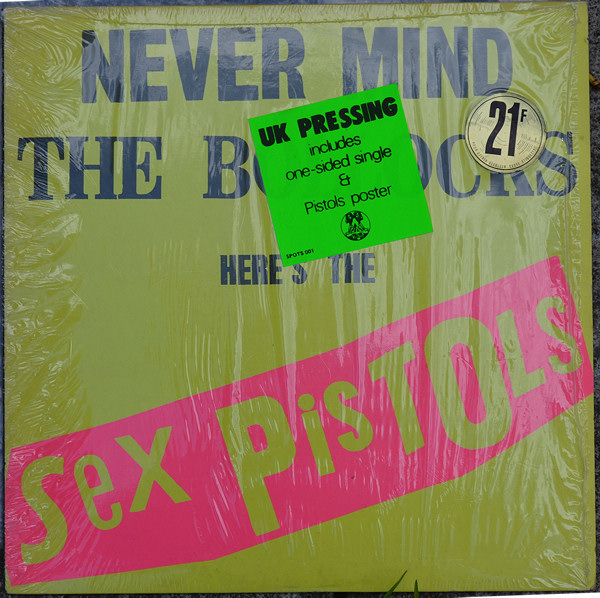 NEVER MIND
THE BO OCKS
UK PRESSING
includes
one-sided single
&
Pistols poster
SPOTS 001
21F
HERE'S THE
Sex PisTOLs